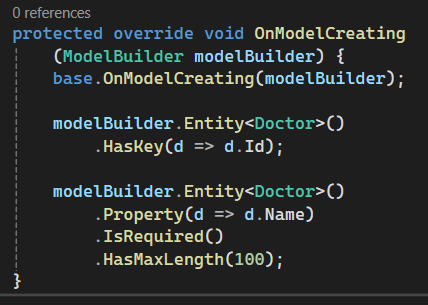 0 references
protected override void OnModelCreating
(ModelBuilder modelBuilder) {
base.OnModelCreating(modelBuilder);
modelBuilder.Entity<Doctor>()
.HasKey(d => d.Id);
modelBuilder.Entity<Doctor>()
.Property(d => d.Name)
.IsRequired()
.HasMaxLength(100);
}